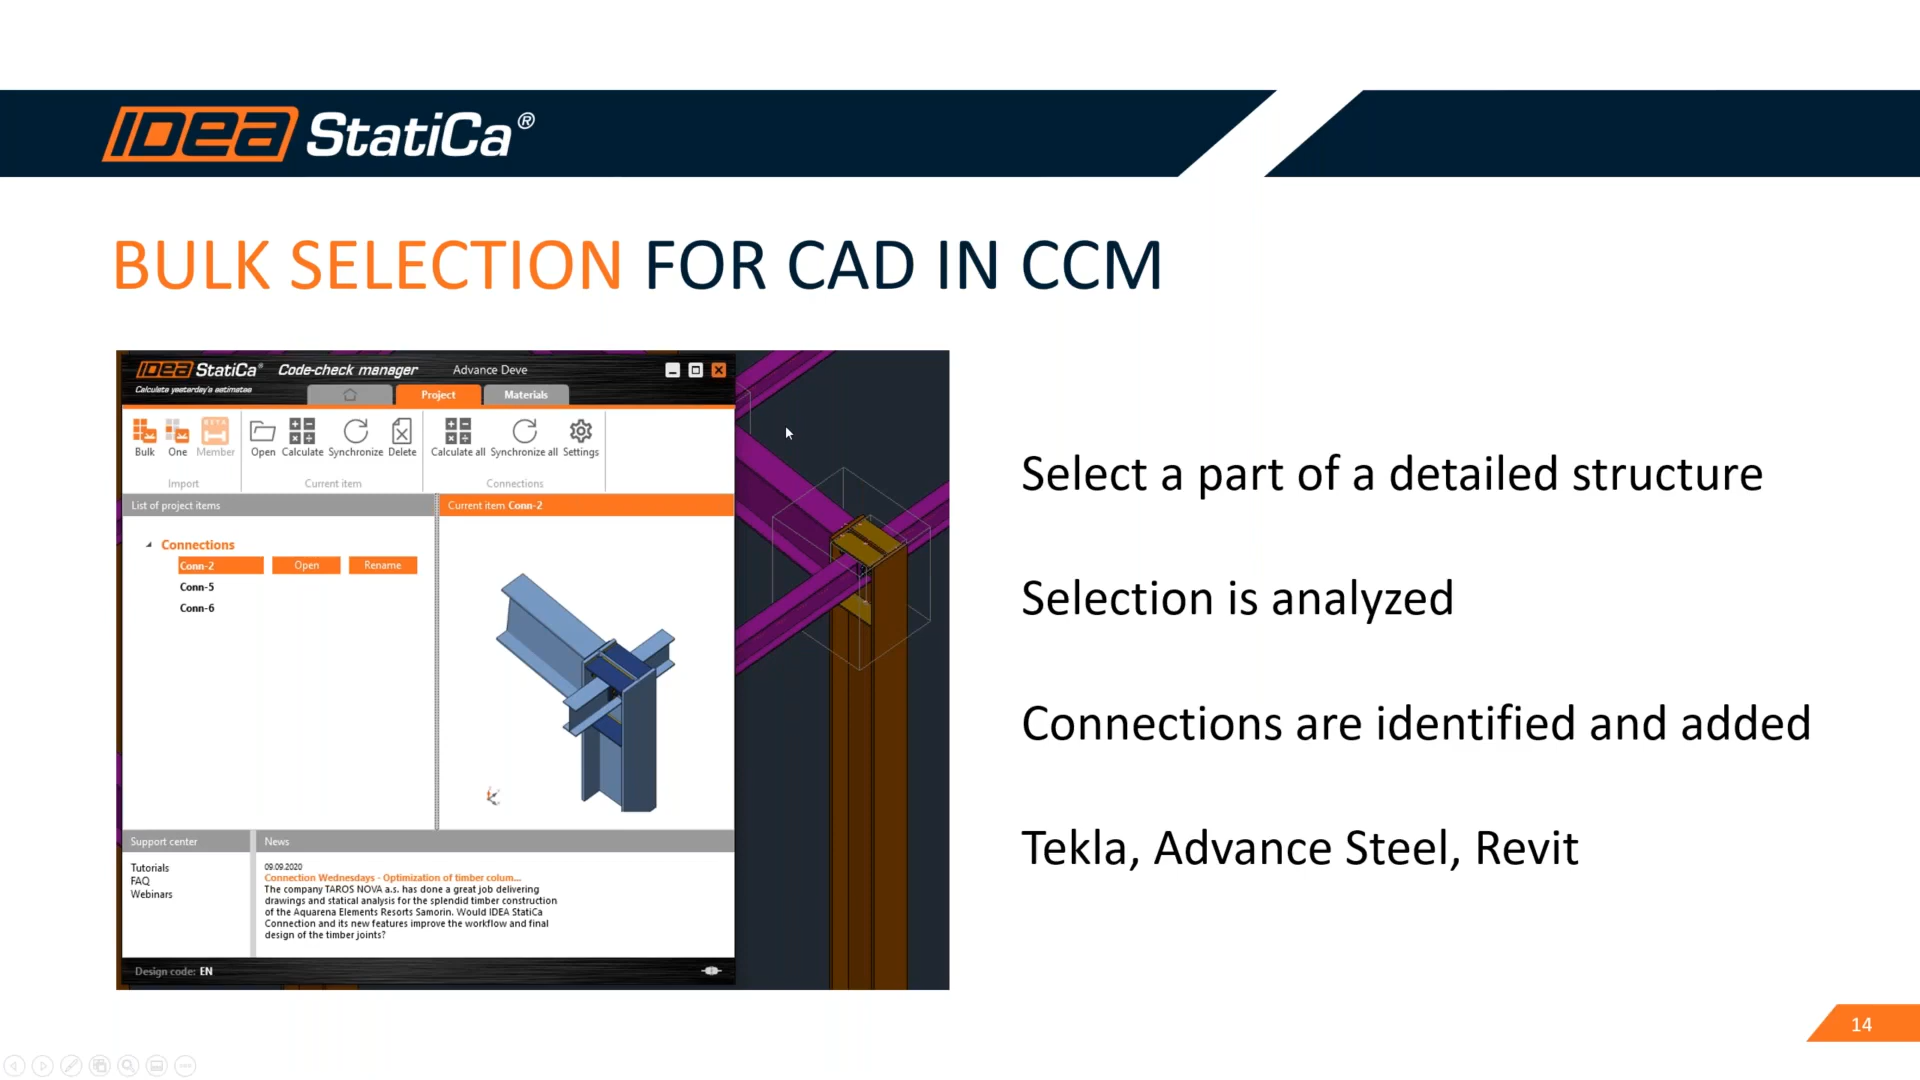 IDEA StatiCa®
BULK SELECTION FOR CAD IN CCM
IDEA StatiCa® Code-check manager Advance Deve
Calculate yesterday's estimates
Project Materials
BETA
Bulk One Member Open Calculate Synchronize Delete Calculate all Synchronize all Settings
Import Current item Connections
List of project items
Current item Conn-2
Connections
Conn-2 Open Rename
Conn-5
Conn-6
Support center
Tutorials
FAQ
Webinars
News
09.09.2020
Connection Wednesdays - Optimization of timber colum...
The company TAROS NOVA a.s. has done a great job delivering
drawings and statical analysis for the splendid timber construction
of the Aquarena Elements Resorts Samorin. Would IDEA StatiCa
Connection and its new features improve the workflow and final
design of the timber joints?
Design code: EN
Select a part of a detailed structure
Selection is analyzed
Connections are identified and added
Tekla, Advance Steel, Revit
14